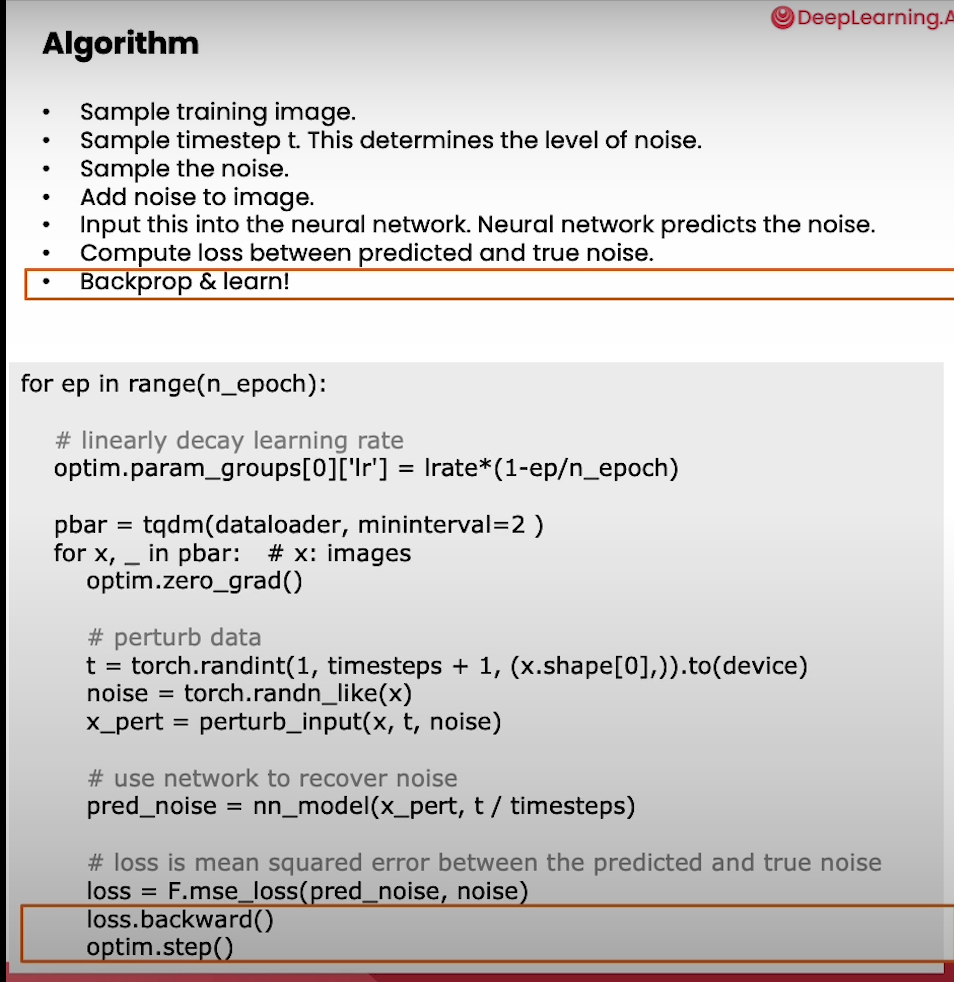 DeepLearning.A
Algorithm
• Sample training image.
• Sample timestep t. This determines the level of noise.
• Sample the noise.
• Add noise to image.
• Input this into the neural network. Neural network predicts the noise.
• Compute loss between predicted and true noise.
• Backprop & learn!
for ep in range(n_epoch):
# linearly decay learning rate
optim.param_groups[0]['lr'] = lrate*(1-ep/n_epoch)
pbar = tqdm(dataloader, mininterval=2 )
for x, _ in pbar:   # x: images
optim.zero_grad()
# perturb data
t = torch.randint(1, timesteps + 1, (x.shape[0],)).to(device)
noise = torch.randn_like(x)
x_pert = perturb_input(x, t, noise)
# use network to recover noise
pred_noise = nn_model(x_pert, t / timesteps)
# loss is mean squared error between the predicted and true noise
loss = F.mse_loss(pred_noise, noise)
loss.backward()
optim.step()